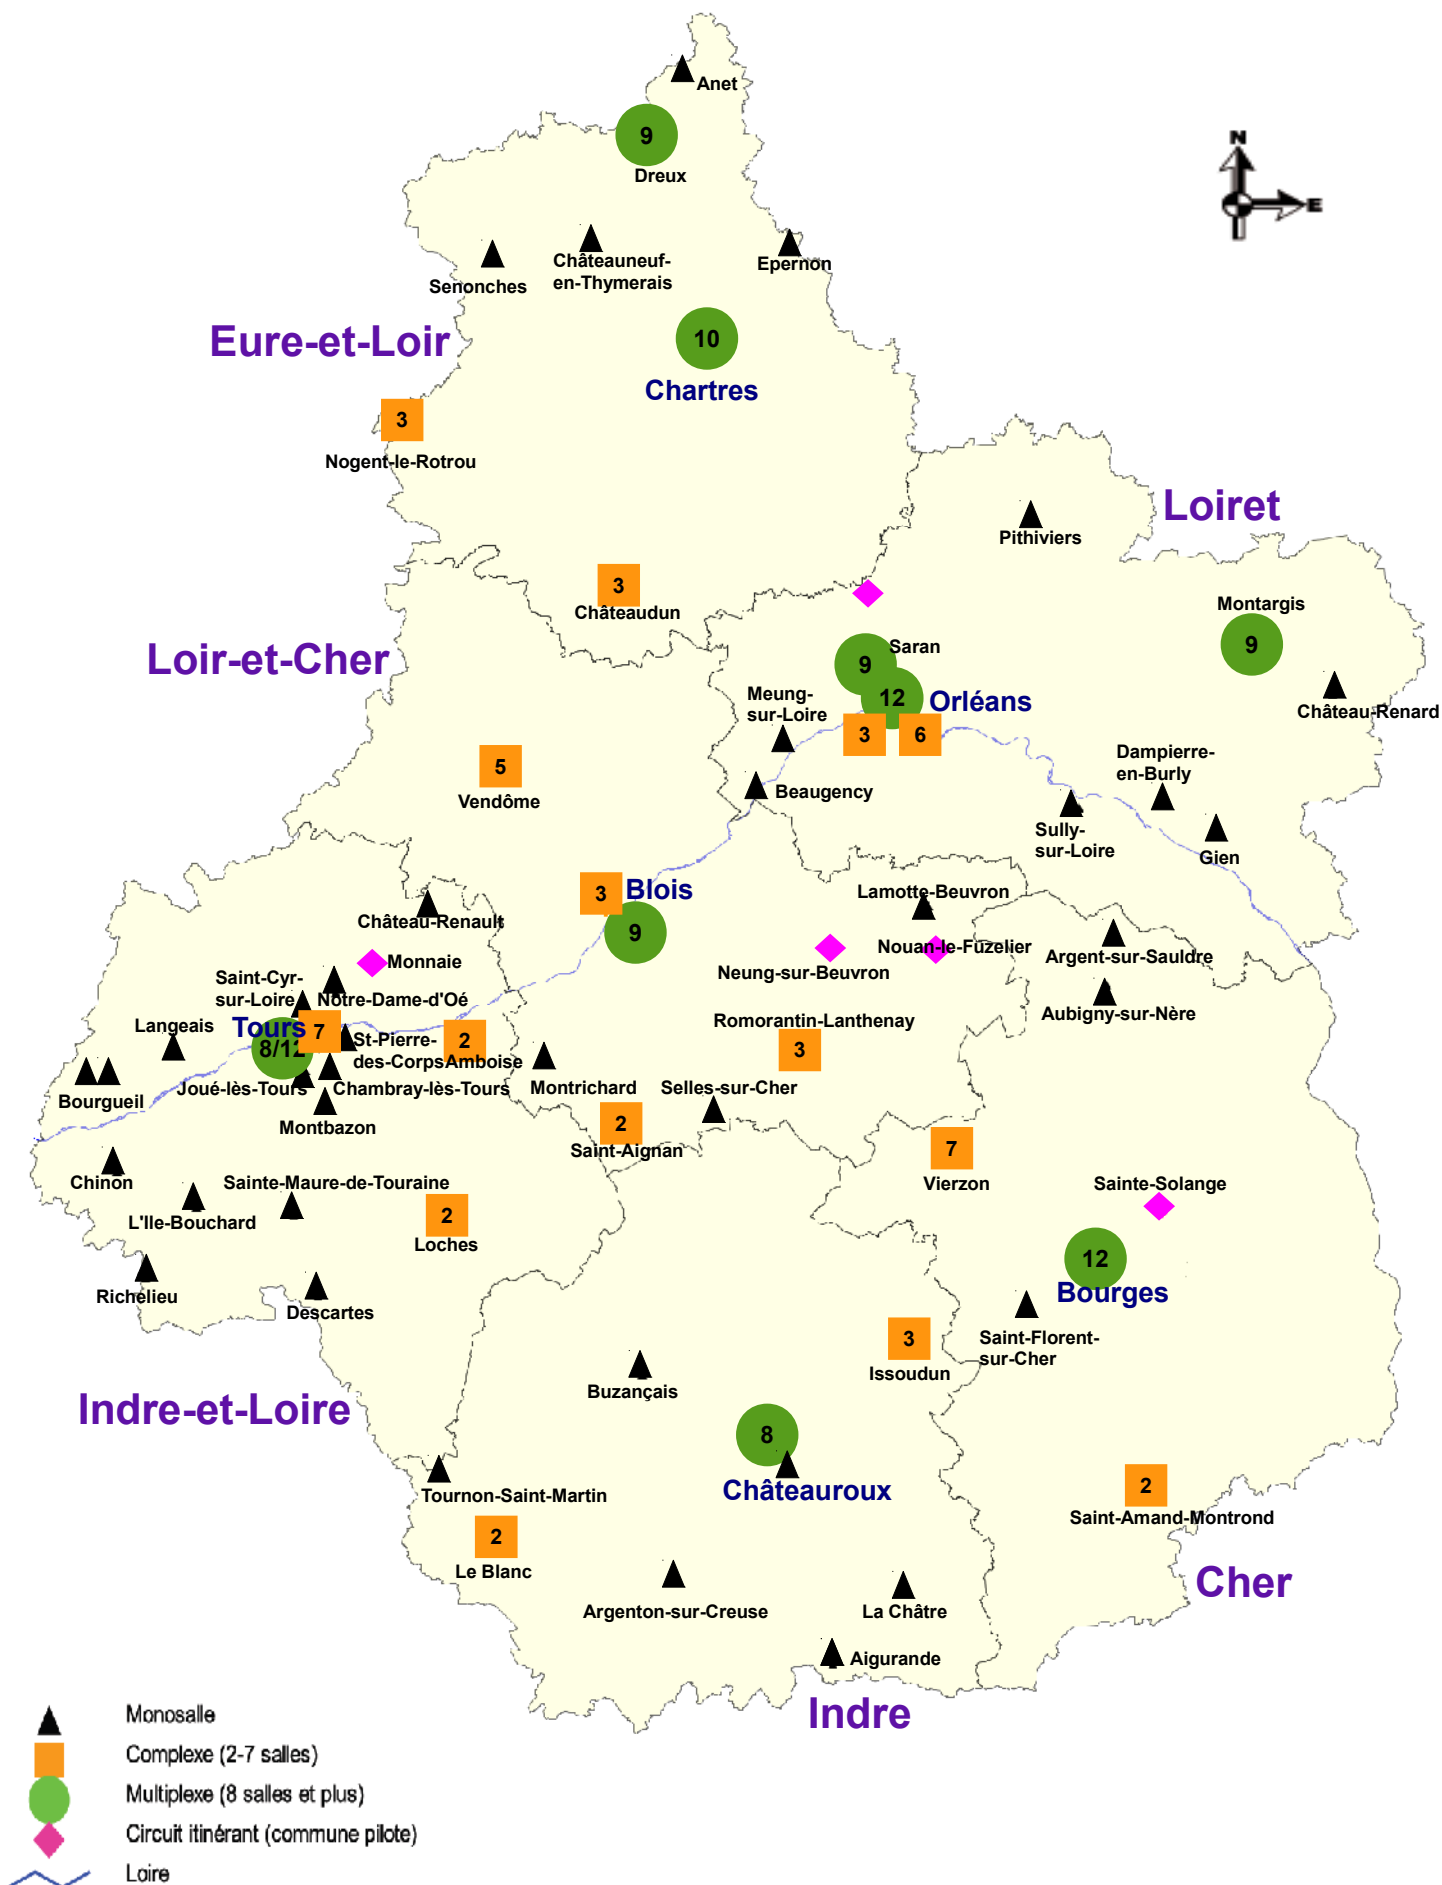 Anet
9
Dreux
N
E
Châteauneuf-
en-Thymerais
Epernon
Senonches
Eure-et-Loir
10
Chartres
3
Nogent-le-Rotrou
Loiret
Pithiviers
3
Châteaudun
Montargis
9
Loir-et-Cher
Saran
9
12
Orléans
3
6
Meung-
sur-Loire
Château-Renard
Dampierre-
en-Burly
5
Vendôme
Beaugency
Sully-
sur-Loire
Gien
3
Blois
9
Lamotte-Beuvron
Château-Renault
Nouan-le-Fuzelier
Neung-sur-Beuvron
Argent-sur-Sauldre
Monnaie
Saint-Cyr-
sur-Loire
Notre-Dame-d'Oé
Aubigny-sur-Nère
Langeais
Tours
7
8/12
St-Pierre-
des-Corps
2
Amboise
Romorantin-Lanthenay
3
Bourgueil
Joué-lès-Tours
Chambray-lès-Tours
Montrichard
Selles-sur-Cher
Montbazon
2
Saint-Aignan
7
Vierzon
Chinon
Sainte-Maure-de-Touraine
Sainte-Solange
L'Ile-Bouchard
2
Loches
12
Bourges
Richelieu
Descartes
Saint-Florent-
sur-Cher
3
Issoudun
Buzançais
Indre-et-Loire
8
Châteauroux
Tournon-Saint-Martin
2
Saint-Amand-Montrond
2
Le Blanc
Cher
Argenton-sur-Creuse
La Châtre
Aigurande
Indre
Monosalle
Complexe (2-7 salles)
Multiplexe (8 salles et plus)
Circuit itinérant (commune pilote)
Loire